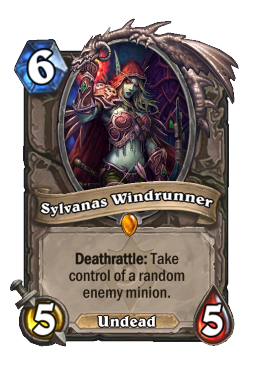 6
Sylvanas Windrunner
Deathrattle: Take
control of a random
enemy minion.
5
Undead
5